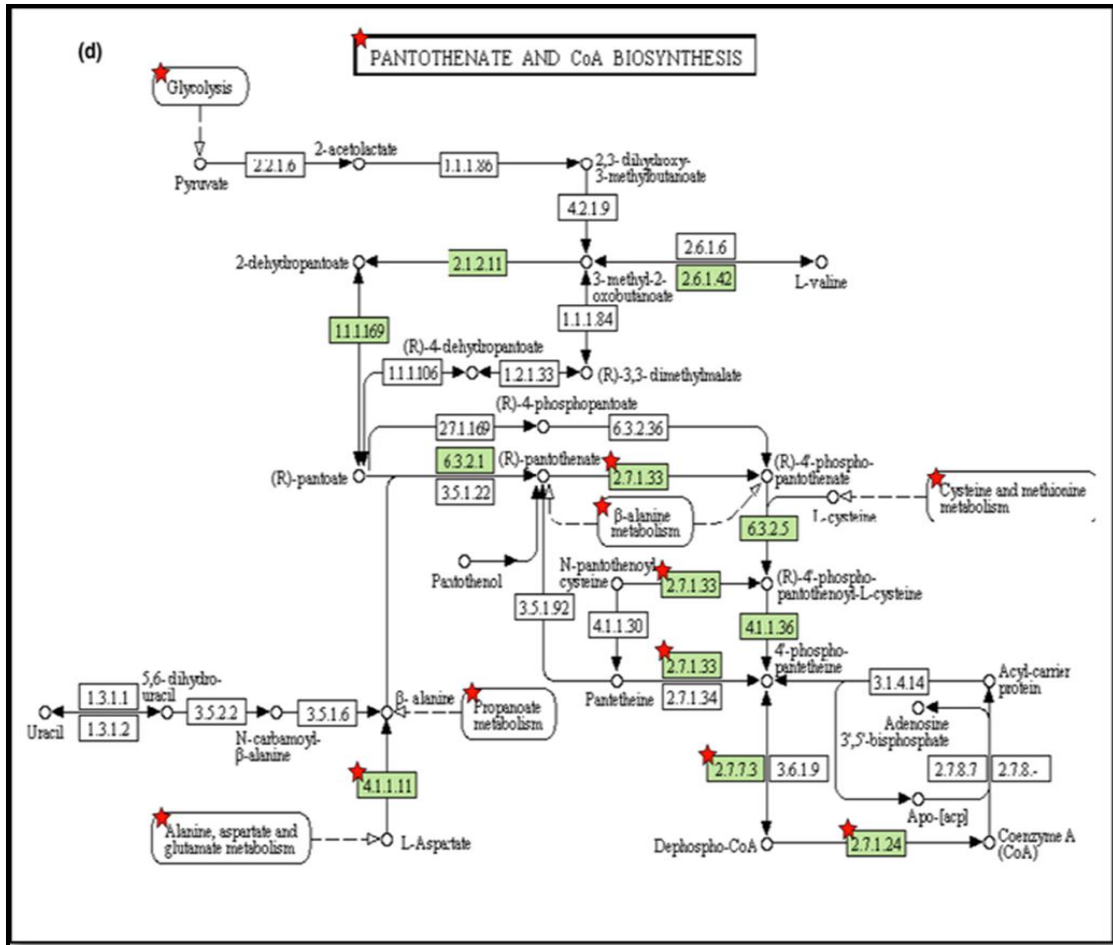 (d)
PANTOTHENATE AND CoA BIOSYNTHESIS
Glycolysis
2-acetolactate
2.2.1.6
1.1.1.86
2,3- dihydroxy-
3-methylbutanoate
Pyruvate
4.2.1.9
2-dehydropantoate
2.1.2.11
2.6.1.6
2.6.1.42
3-methyl-2-
oxobutanoate
L-valine
1.1.1.169
1.1.1.84
(R)-4-dehydropantoate
1.1.1.106
1.2.1.33
(R)-3,3- dimethylmalate
(R)-4-phosphopantoate
2.7.1.169
6.3.2.36
(R)-pantoate
6.3.2.1
3.5.1.22
(R)-pantothenate
2.7.1.33
(R)-4'-phospho-
pantothenate
Cysteine and methionine
metabolism
L-cysteine
β-alanine
metabolism
6.3.2.5
Pantothenol
N-pantothenoyl-
cysteine
2.7.1.33
(R)-4'-phospho-
pantothenoyl-L-cysteine
3.5.1.92
4.1.1.30
4.1.1.36
2.7.1.33
4'-phospho-
pantetheine
Pantetheine
2.7.1.34
3.1.4.14
Acyl-carrier
protein
1.3.1.1
1.3.1.2
5,6- dihydro-
uracil
3.5.2.2
3.5.1.6
β- alanine
Propanoate
metabolism
Uracil
N-carbamoyl-
β-alanine
Adenosine
3',5'-bisphosphate
4.1.1.11
2.7.7.3
3.6.1.9
2.7.8.7
2.7.8.-
Apo-[acp]
Alanine, aspartate and
glutamate metabolism
L-Aspartate
Dephospho-CoA
2.7.1.24
Coenzyme A
(CoA)